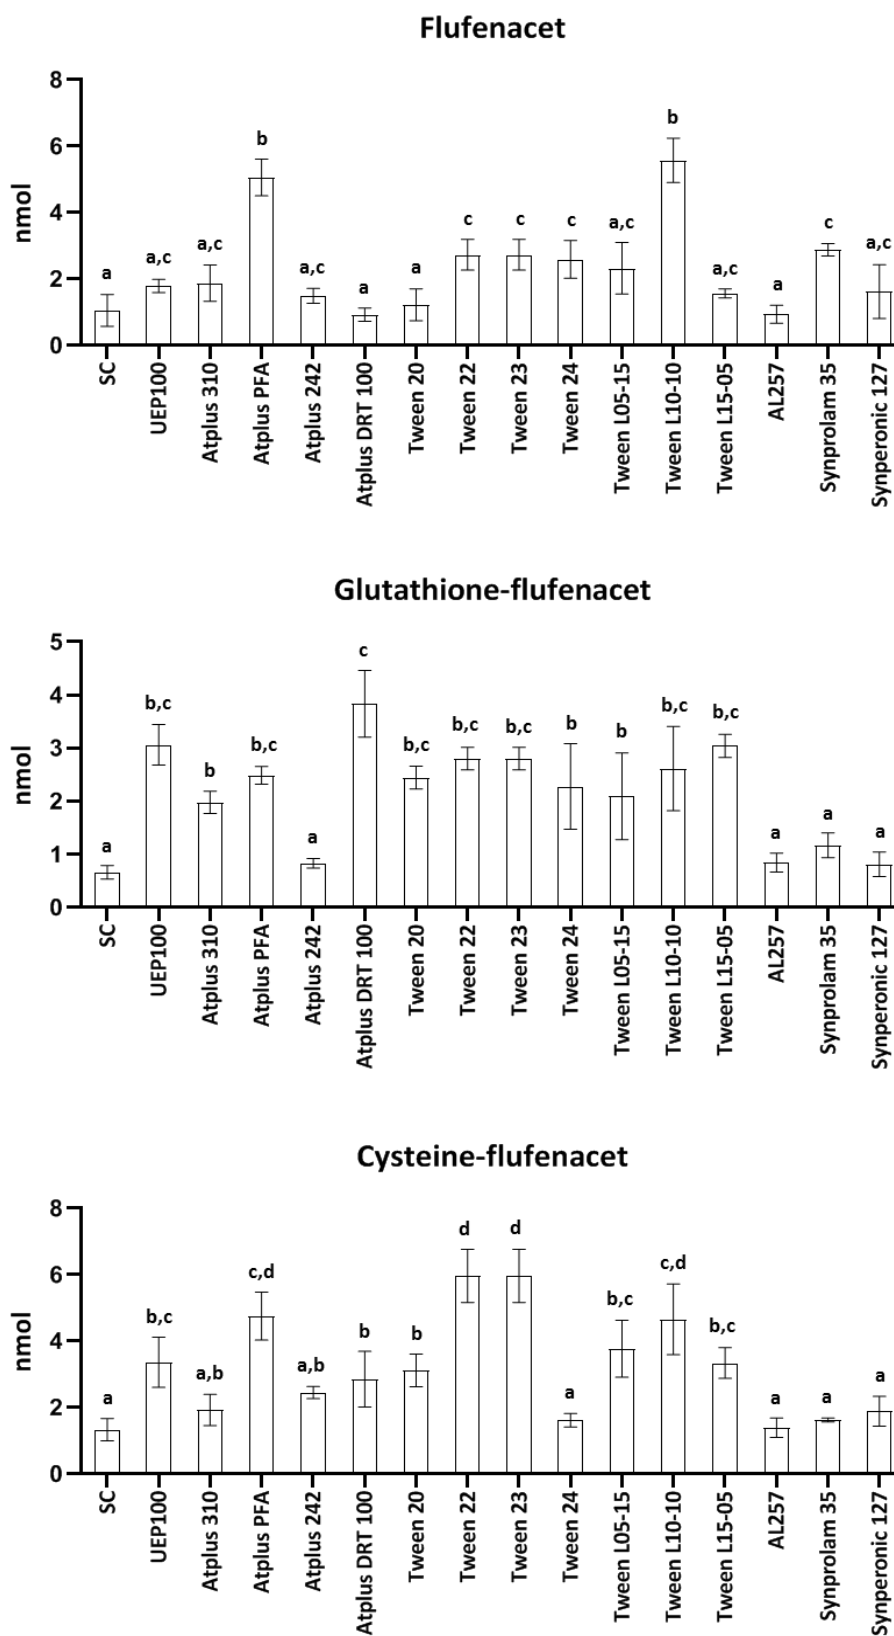 Flufenacet
nmol
8
6
4
2
0
a
a,c
a,c
b
a,c
a
a
c
c
c
a,c
b
a,c
a
c
a,c
SC
UEP100
Atplus 310
Atplus PFA
Atplus 242
Atplus DRT 100
Tween 20
Tween 22
Tween 23
Tween 24
Tween L05-15
Tween L10-10
Tween L15-05
AL257
Synprolam 35
Synperonic 127
Glutathione-flufenacet
nmol
5
4
3
2
1
0
a
b,c
b
b,c
a
c
b,c
b,c
b,c
b
b
b,c
b,c
a
a
a
SC
UEP100
Atplus 310
Atplus PFA
Atplus 242
Atplus DRT 100
Tween 20
Tween 22
Tween 23
Tween 24
Tween L05-15
Tween L10-10
Tween L15-05
AL257
Synprolam 35
Synperonic 127
Cysteine-flufenacet
nmol
8
6
4
2
0
a
b,c
a,b
c,d
a,b
b
b
d
d
a
b,c
c,d
b,c
a
a
a
SC
UEP100
Atplus 310
Atplus PFA
Atplus 242
Atplus DRT 100
Tween 20
Tween 22
Tween 23
Tween 24
Tween L05-15
Tween L10-10
Tween L15-05
AL257
Synprolam 35
Synperonic 127